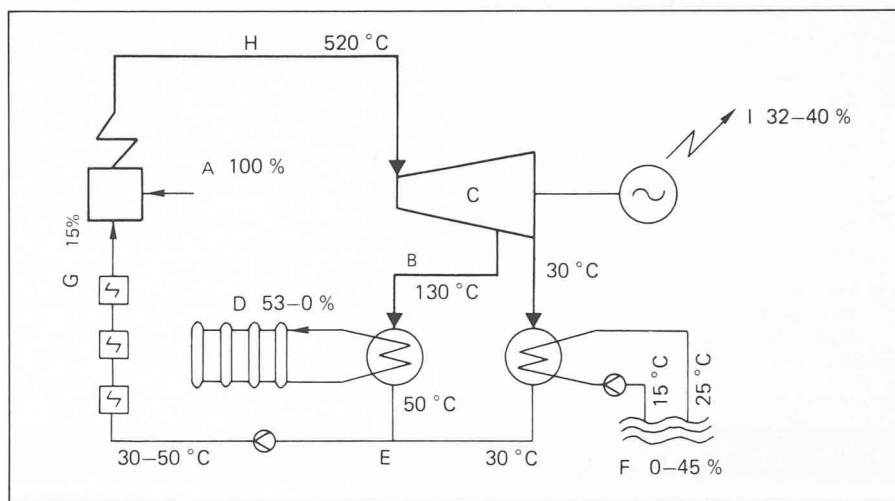 H 520 °C
I 32–40 %
A 100 %
C
15%
B
30 °C
G
130 °C
D 53–0 %
50 °C
15 °C
25 °C
30–50 °C
E
30 °C
F 0–45 %